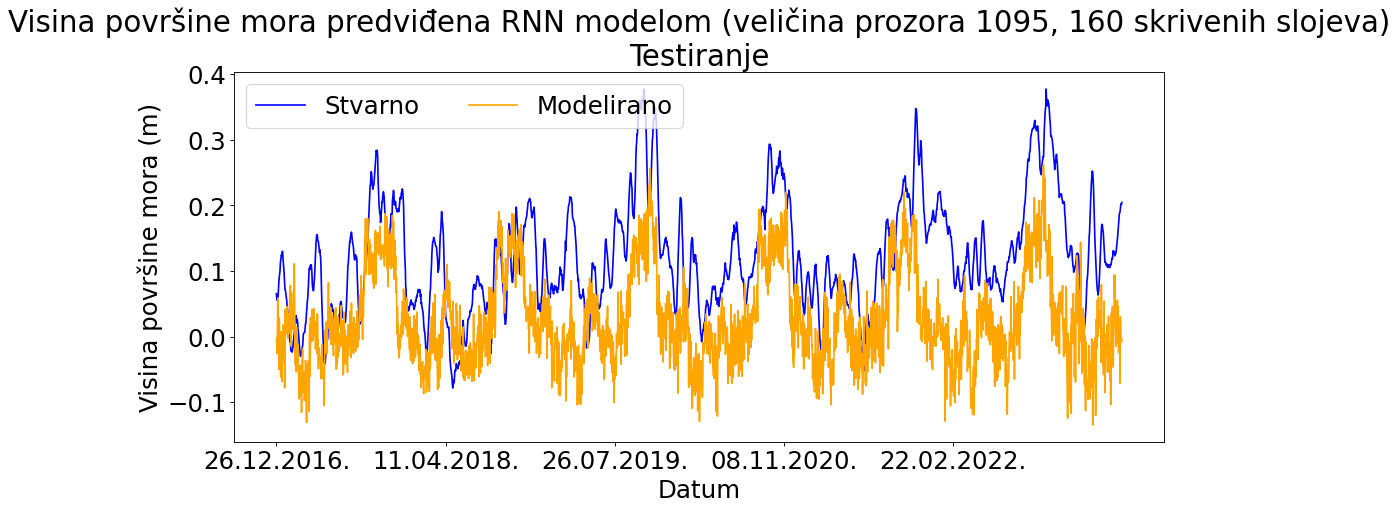 Visina površine mora predviđena RNN modelom (veličina prozora 1095, 160 skrivenih slojeva)
Testiranje
Stvarno
Modelirano
Visina površine mora (m)
0.4
0.3
0.2
0.1
0.0
−0.1
26.12.2016.
11.04.2018.
26.07.2019.
08.11.2020.
22.02.2022.
Datum